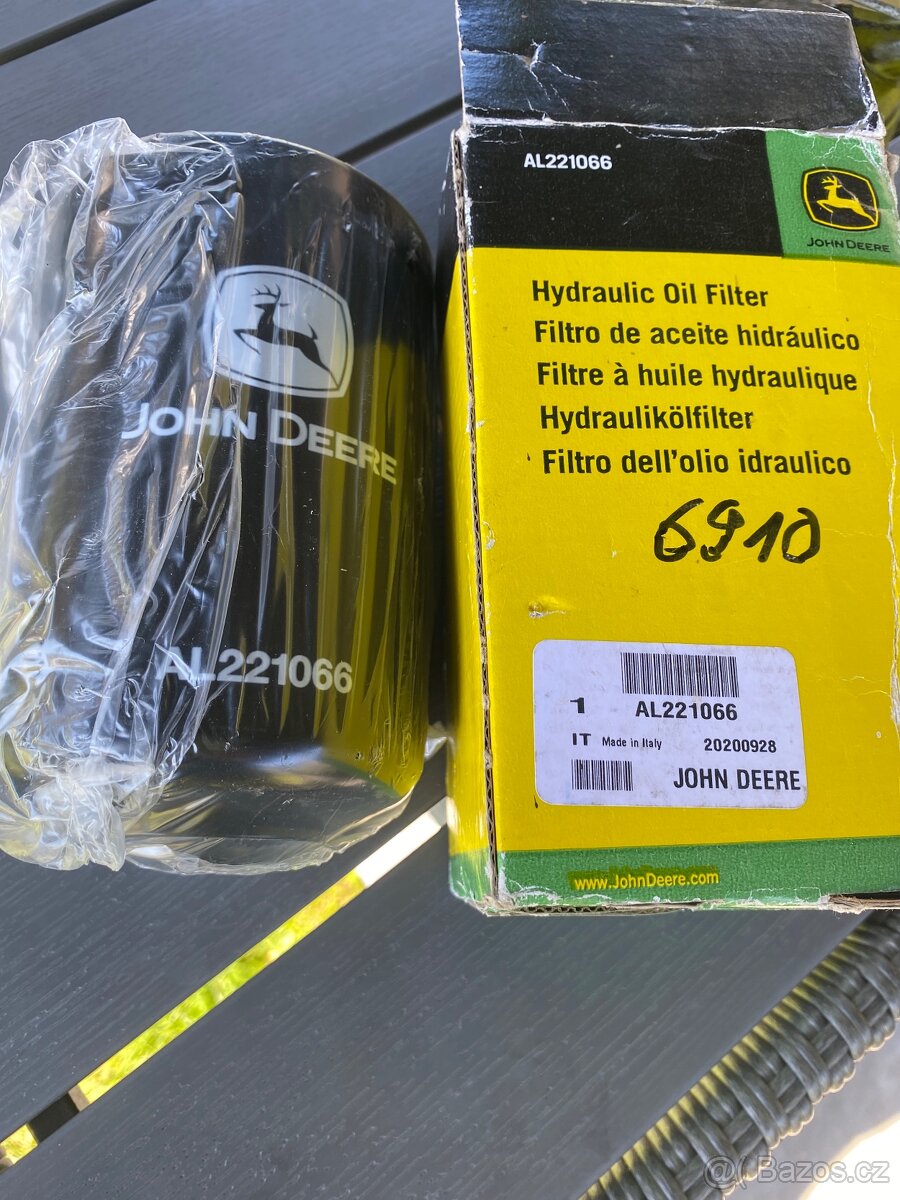 JOHN DEERE
AL221066
AL221066
JOHN DEERE
Hydraulic Oil Filter
Filtro de aceite hidráulico
Filtre à huile hydraulique
Hydraulikölfilter
Filtro dell'olio idraulico
6910
1 AL221066
IT Made in Italy 20200928
JOHN DEERE
www.JohnDeere.com
@( Bazos.cz